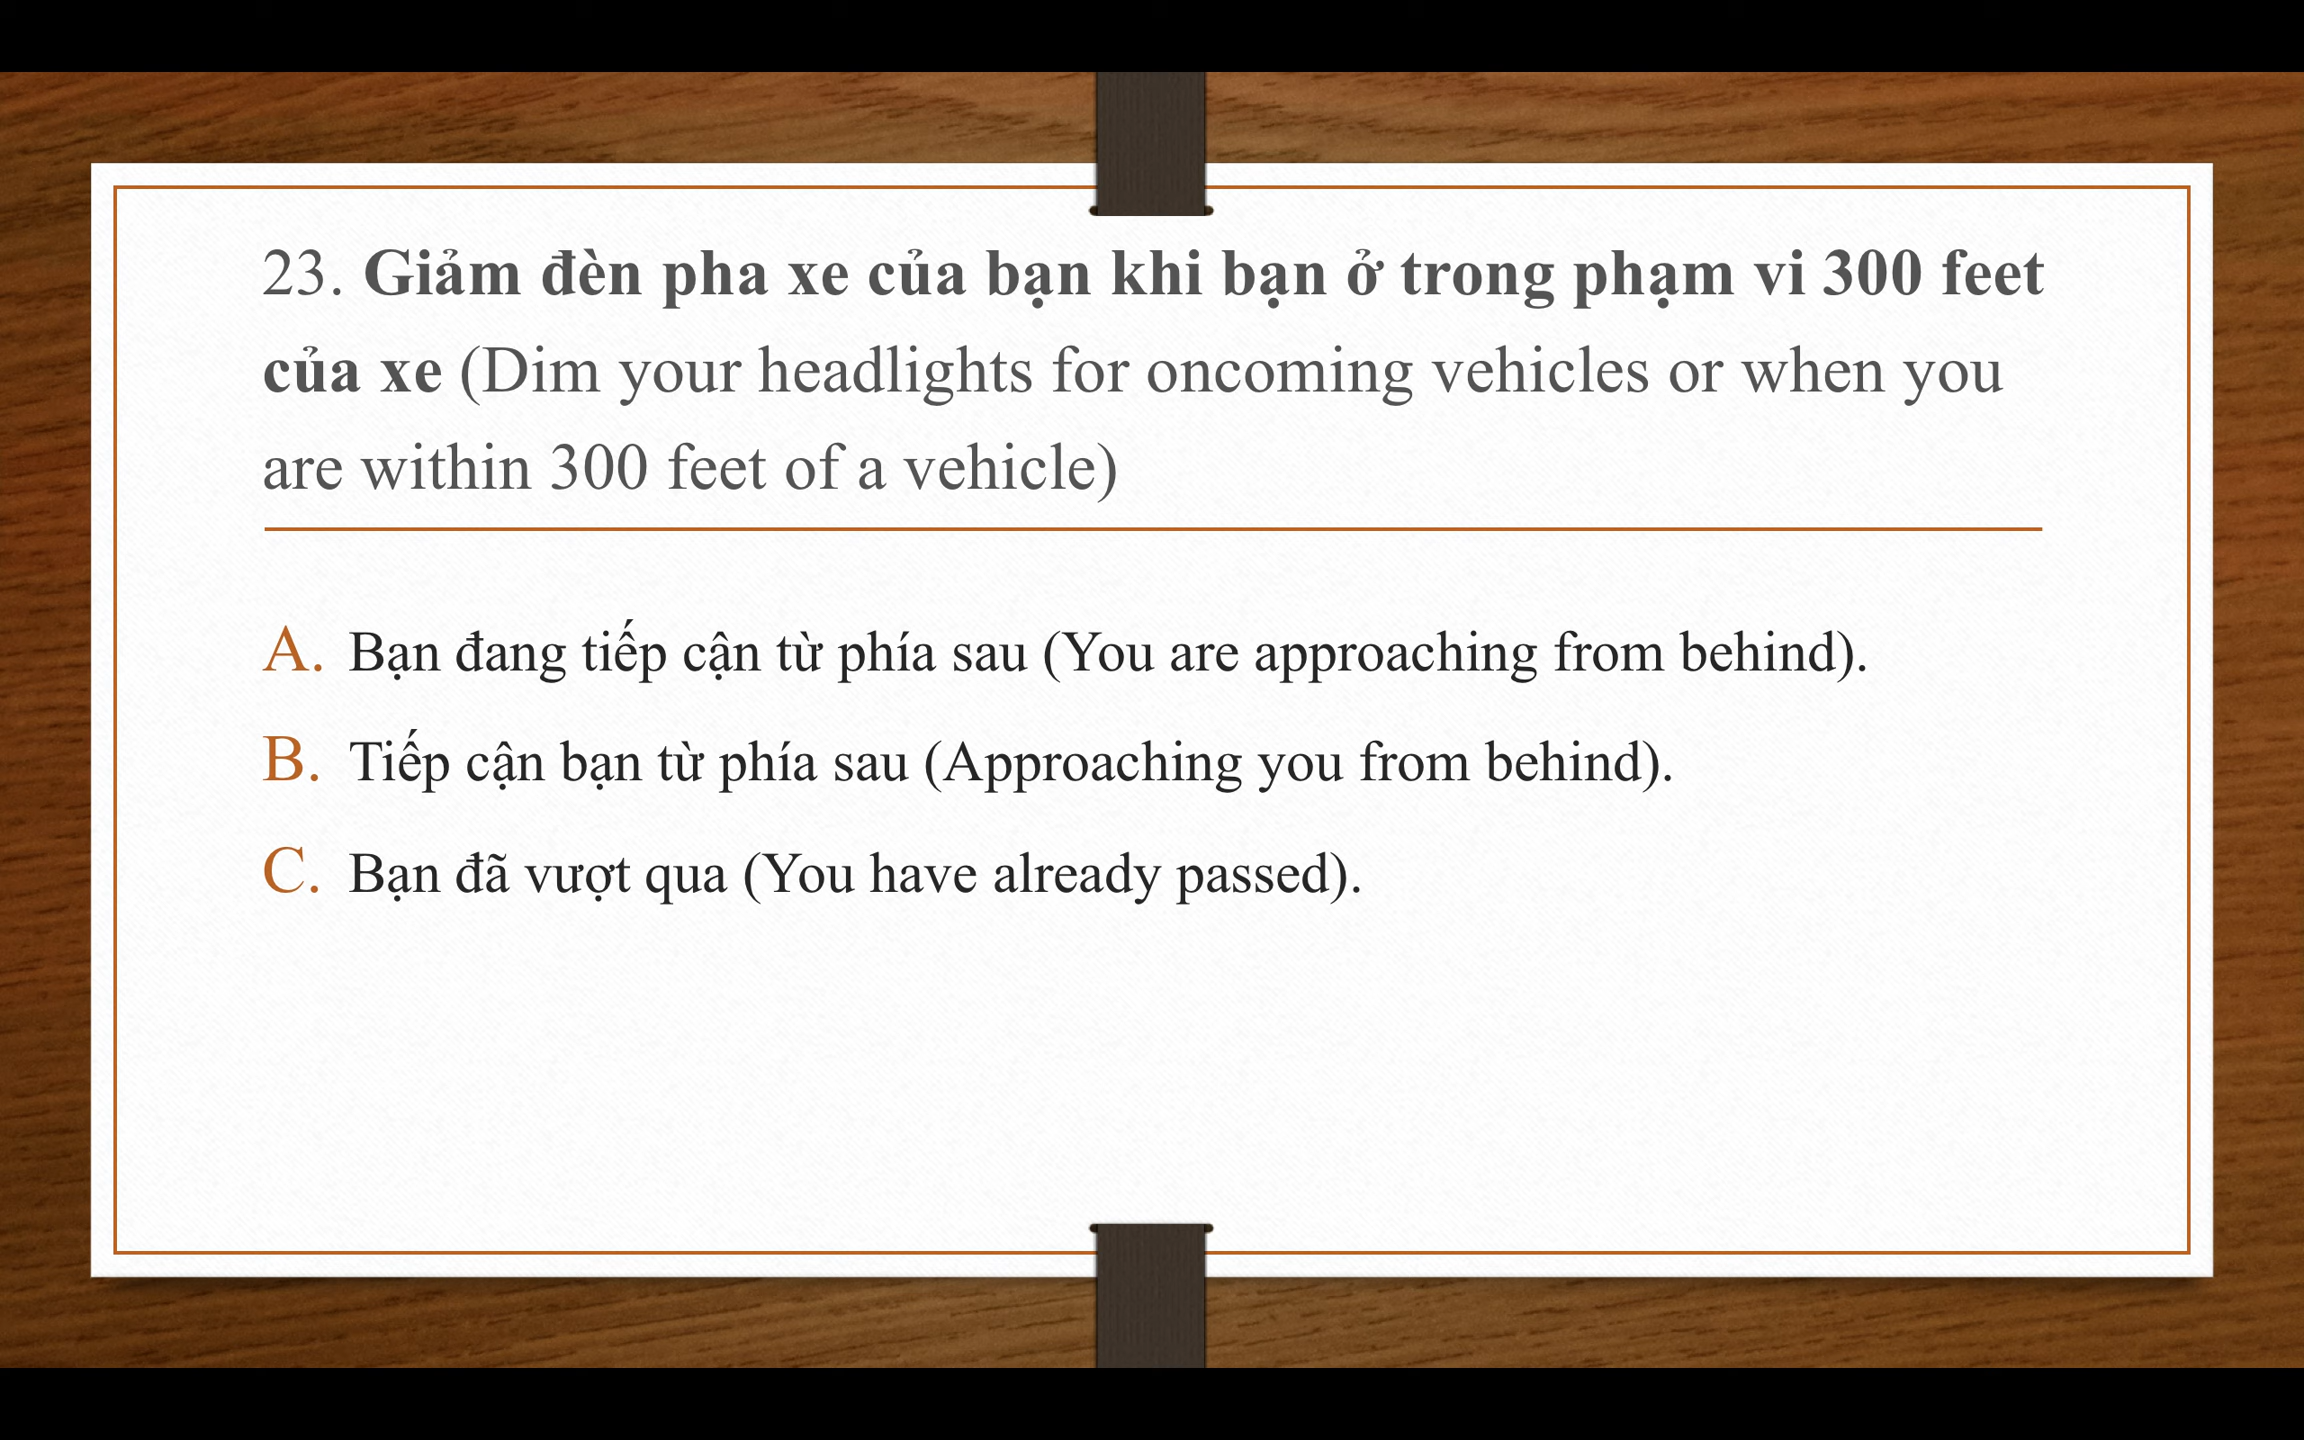 23. Giảm đèn pha xe của bạn khi bạn ở trong phạm vi 300 feet
của xe (Dim your headlights for oncoming vehicles or when you
are within 300 feet of a vehicle)
A. Bạn đang tiếp cận từ phía sau (You are approaching from behind).
B. Tiếp cận bạn từ phía sau (Approaching you from behind).
C. Bạn đã vượt qua (You have already passed).